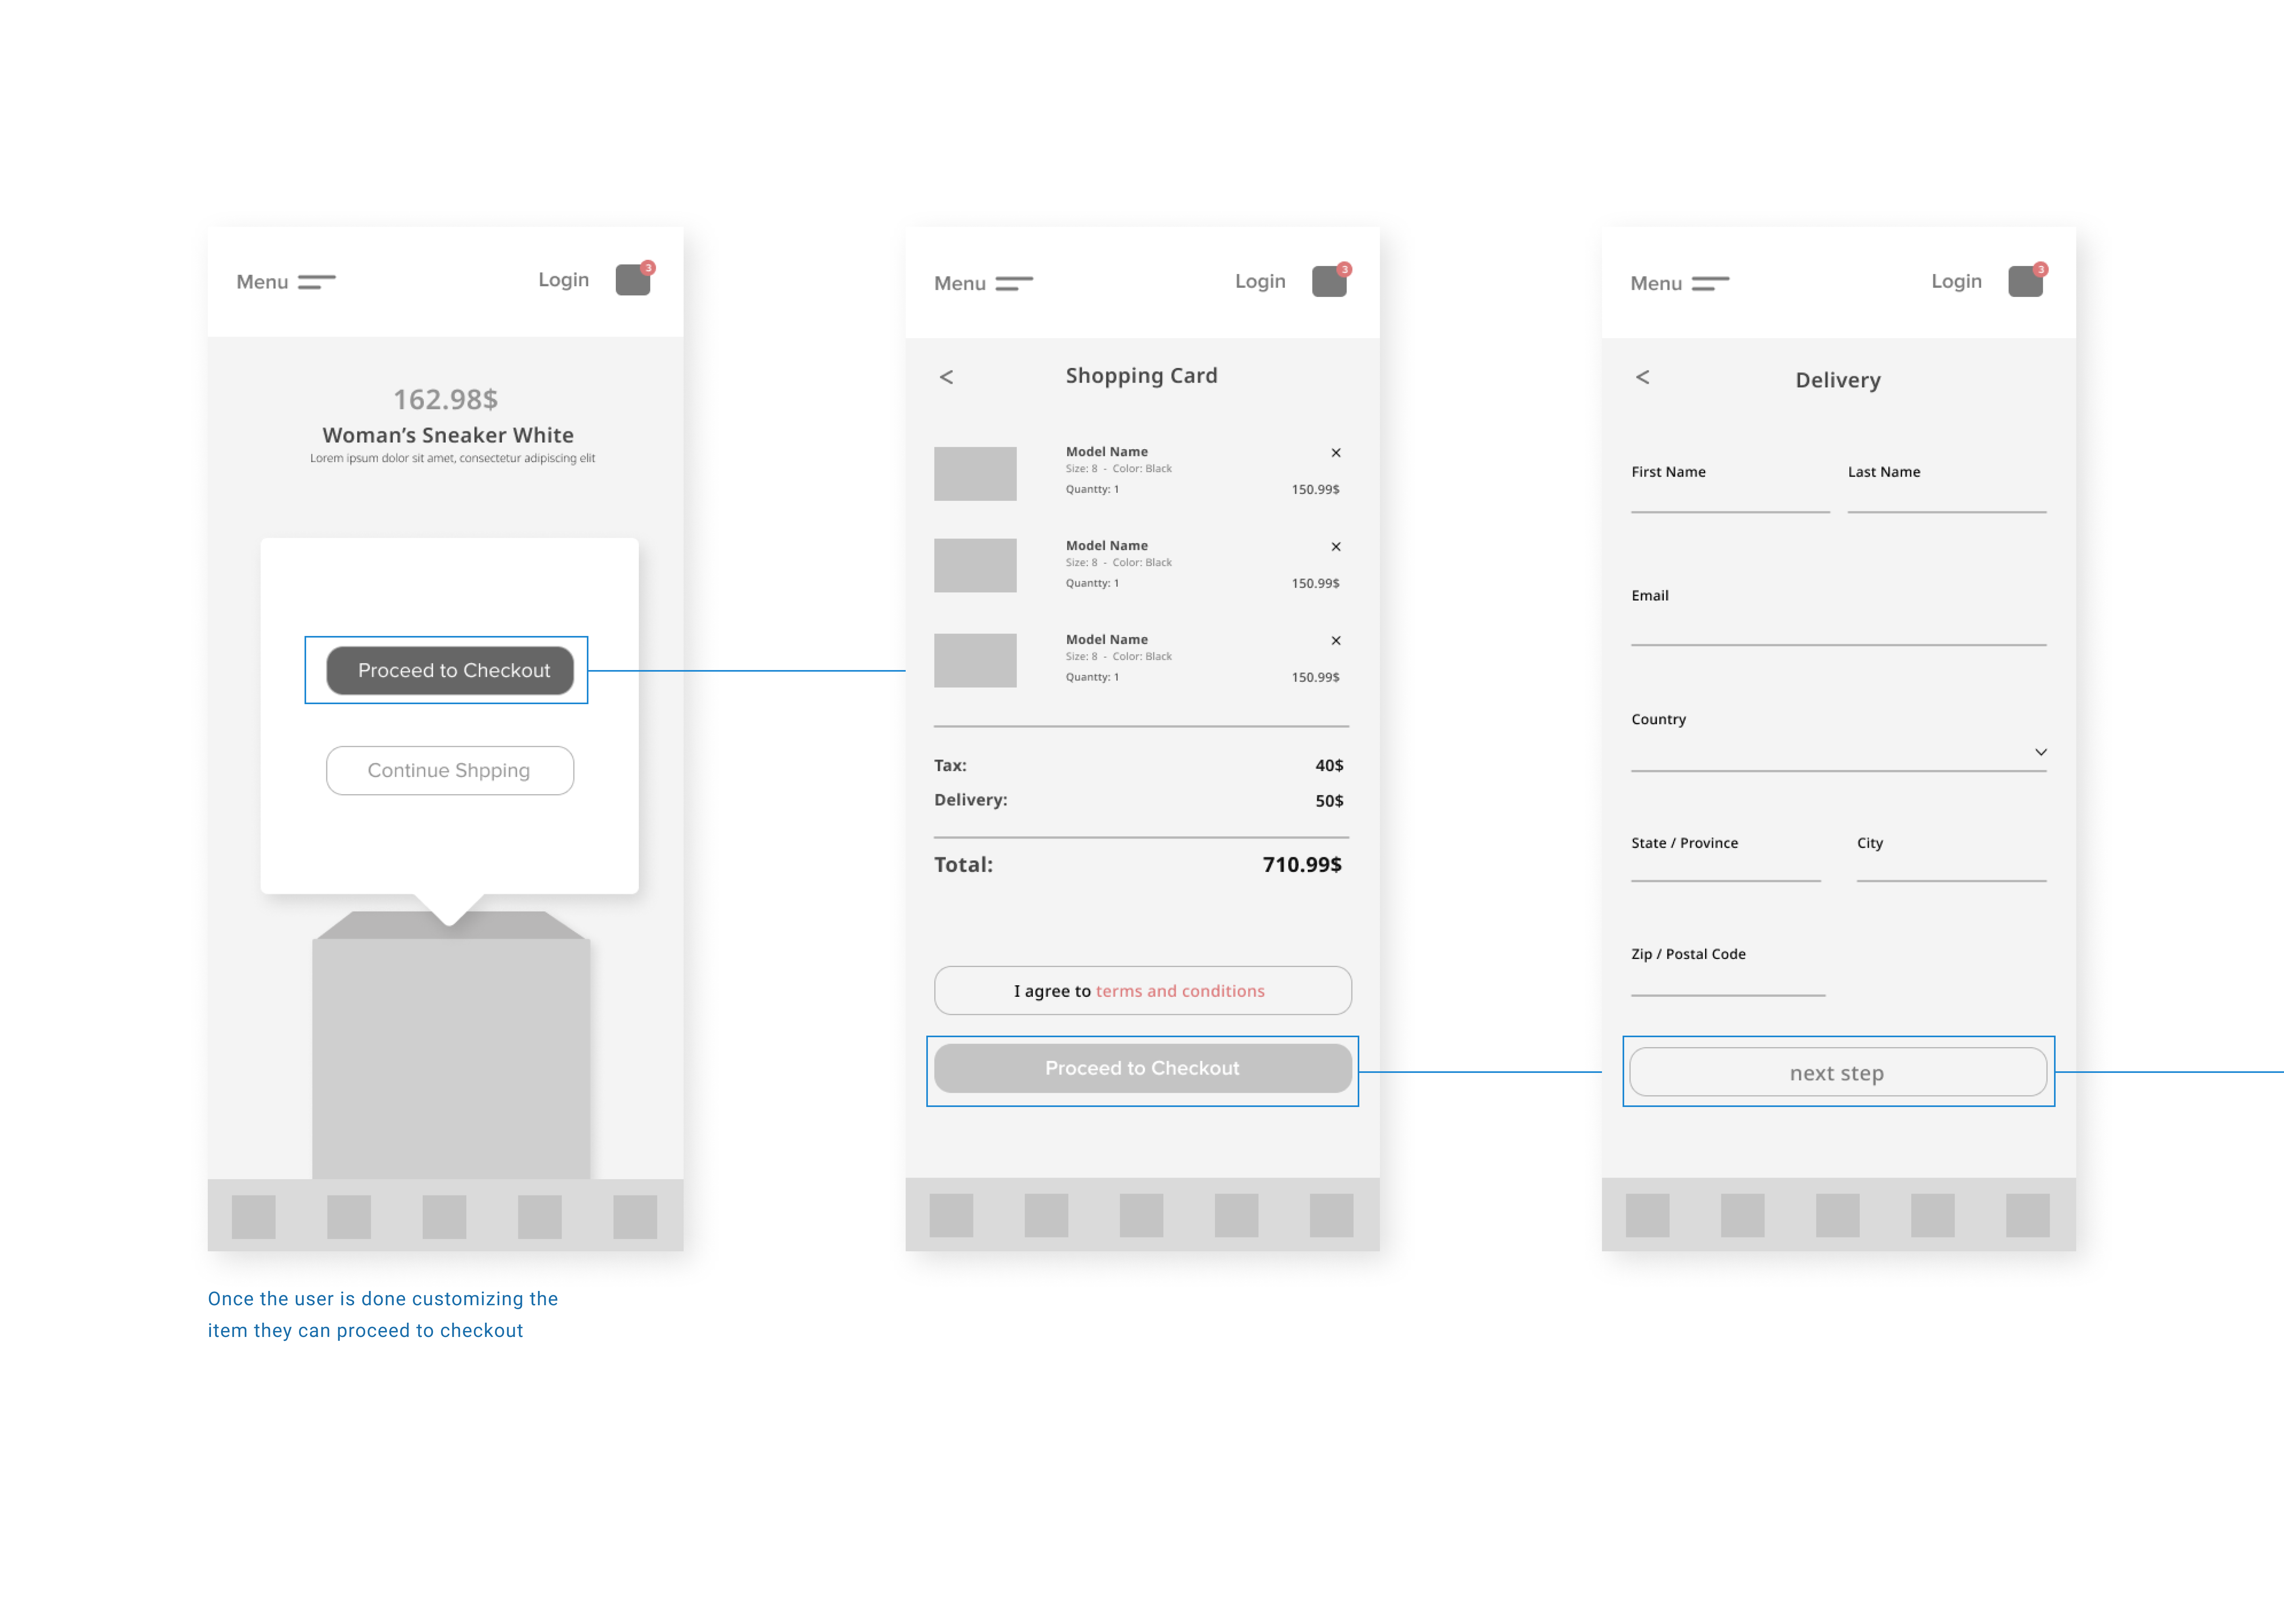 Menu
Login
3
162.98$
Woman's Sneaker White
Lorem ipsum dolor sit amet, consectetur adipiscing elit
Proceed to Checkout
Continue Shpping
Once the user is done customizing the
item they can proceed to checkout
Menu
Login
3
<
Shopping Card
Model Name
Size: 8 - Color: Black
Quantty: 1
150.99$
Model Name
Size: 8 - Color: Black
Quantty: 1
150.99$
Model Name
Size: 8 - Color: Black
Quantty: 1
150.99$
Tax: 40$
Delivery: 50$
Total: 710.99$
I agree to terms and conditions
Proceed to Checkout
Menu
Login
3
<
Delivery
First Name
Last Name
Email
Country
State / Province
City
Zip / Postal Code
next step